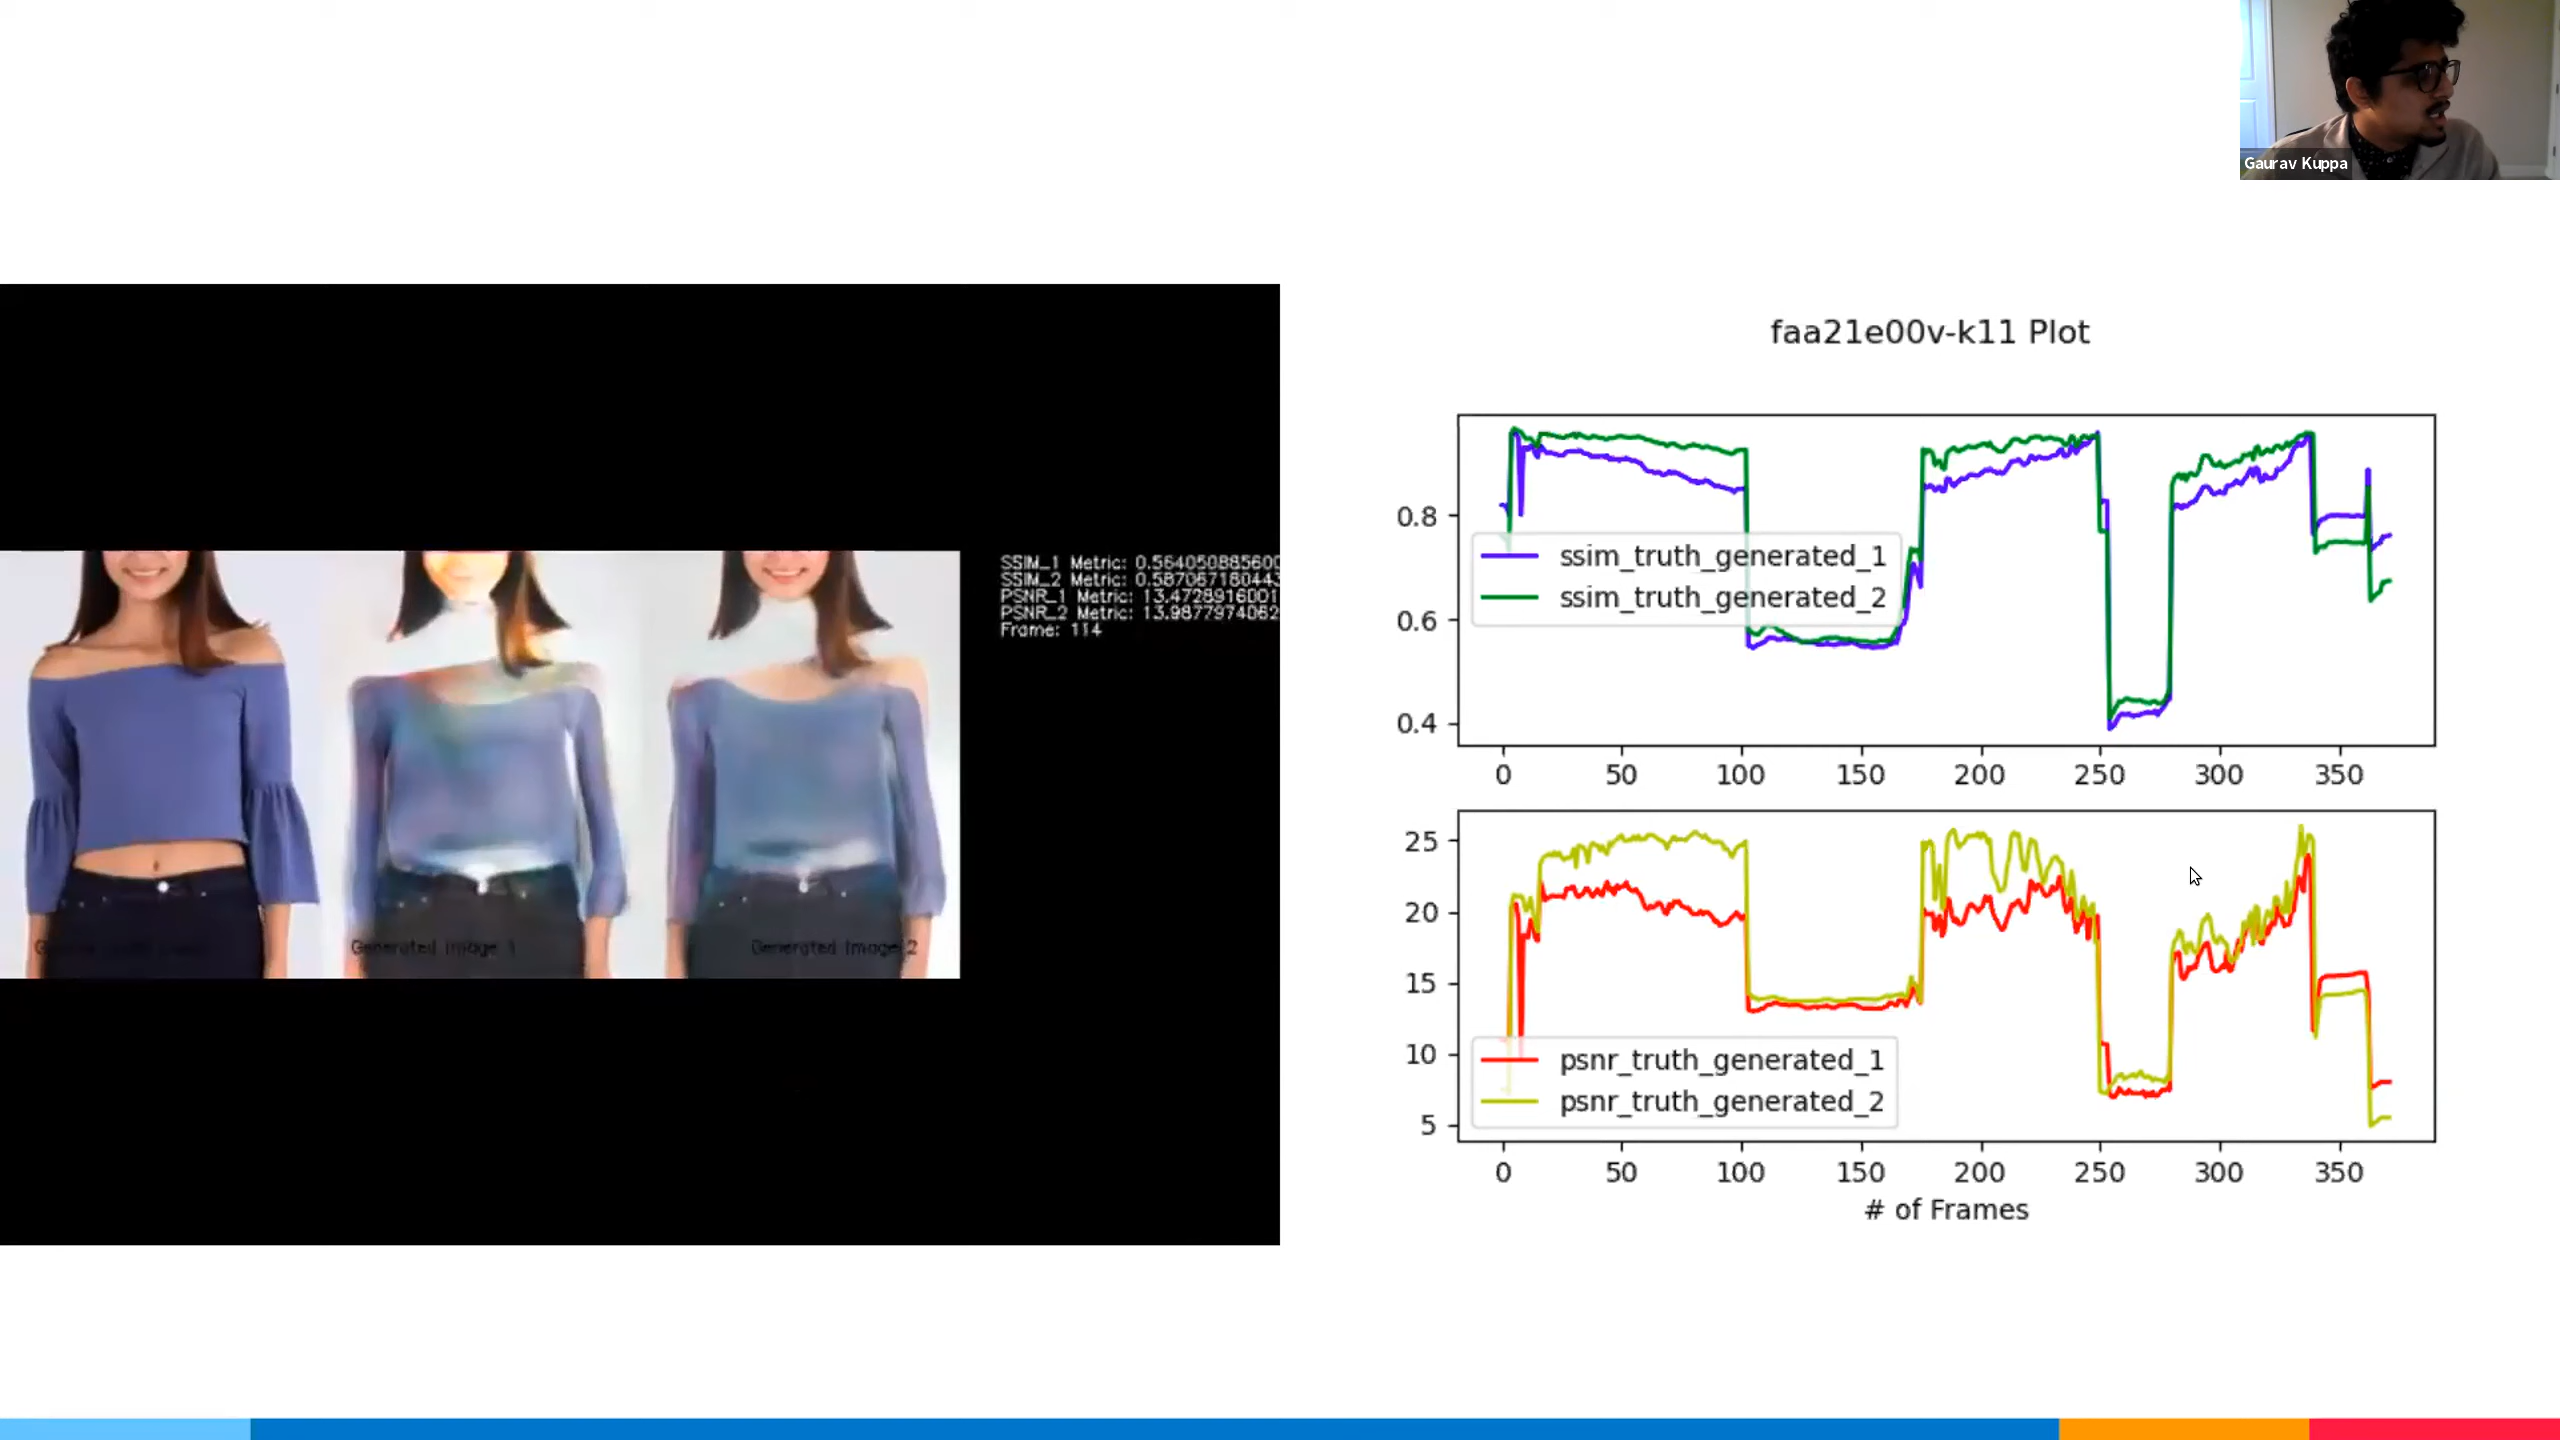 Gaurav Kuppa
SSIM_1 Metric: 0.564050885600
SSIM_2 Metric: 0.587067180443
PSNR_1 Metric: 13.4728916001
PSNR_2 Metric: 13.9877974062
Frame: 114
Generated Image 1
Generated Image 2
faa21e00v-k11 Plot
0.8
0.6
0.4
ssim_truth_generated_1
ssim_truth_generated_2
0 50 100 150 200 250 300 350
25
20
15
10
5
psnr_truth_generated_1
psnr_truth_generated_2
0 50 100 150 200 250 300 350
# of Frames